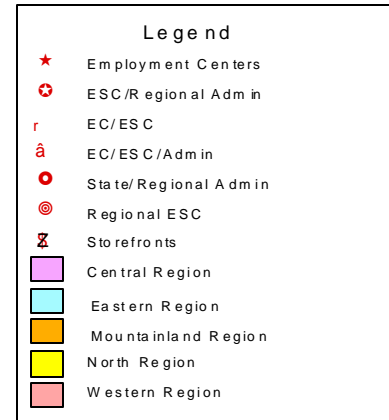 Legend
Employment Centers
ESC/Regional Admin
r EC/ESC
â EC/ESC/Admin
State/Regional Admin
Regional ESC
Storefronts
Central Region
Eastern Region
Mountainland Region
North Region
Western Region